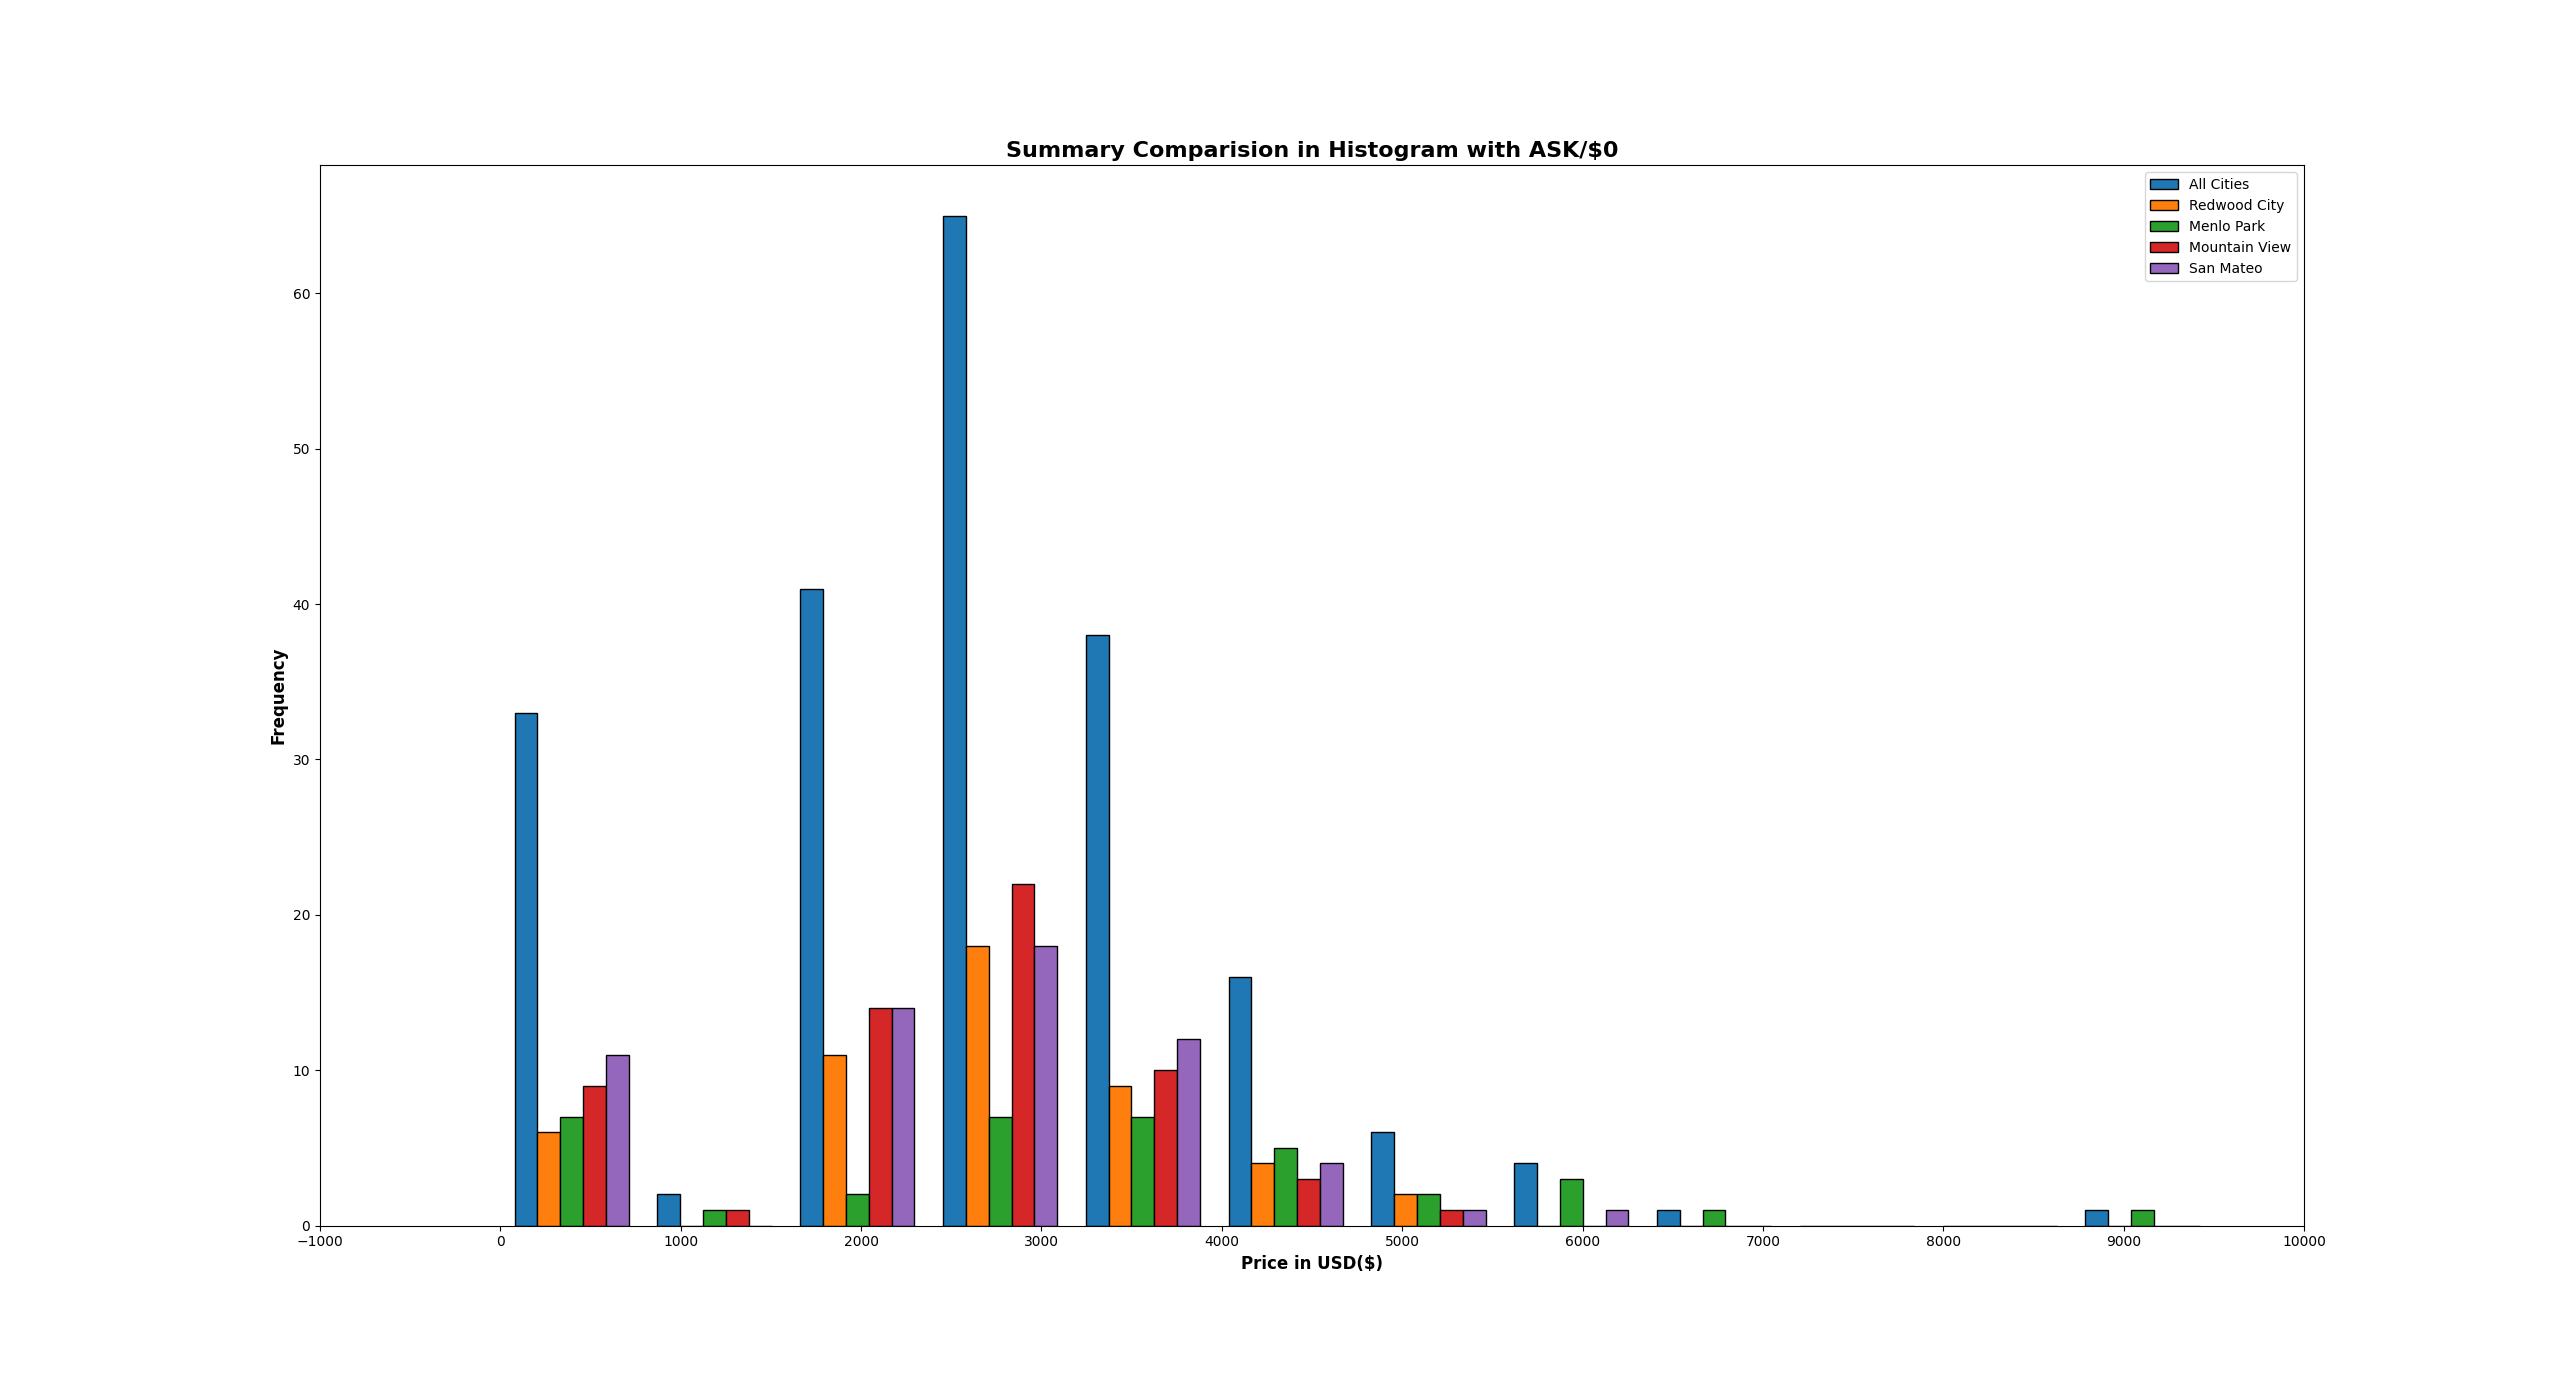 Summary Comparision in Histogram with ASK/$0
All Cities
Redwood City
Menlo Park
Mountain View
San Mateo
60
50
40
30
20
10
0
Frequency
−1000 0 1000 2000 3000 4000 5000 6000 7000 8000 9000 10000
Price in USD($)